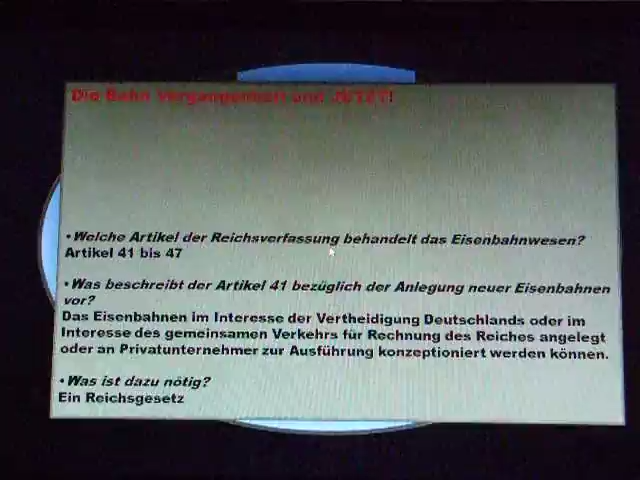 Die Bahn Vergangenheit und JETZT!
•Welche Artikel der Reichsverfassung behandelt das Eisenbahnwesen?
Artikel 41 bis 47
•Was beschreibt der Artikel 41 bezüglich der Anlegung neuer Eisenbahnen
vor?
Das Eisenbahnen im Interesse der Vertheidigung Deutschlands oder im
Interesse des gemeinsamen Verkehrs für Rechnung des Reiches angelegt
oder an Privatunternehmer zur Ausführung konzeptioniert werden können.
•Was ist dazu nötig?
Ein Reichsgesetz